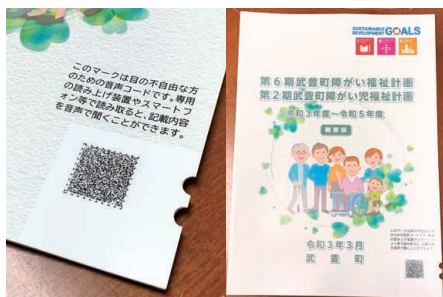 このマークは目の不自由な方
のための音声コードです。専用
の読み上げ装置やスマートフ
ォン等で読み取ると、記載内容
を音声で聞くことができます。
SUSTAINABLE
DEVELOPMENT GOALS
第6期武豊町障がい福祉計画
第2期武豊町障がい児福祉計画
令和3年度～令和5年度
概要版
令和3年3月
武豊町